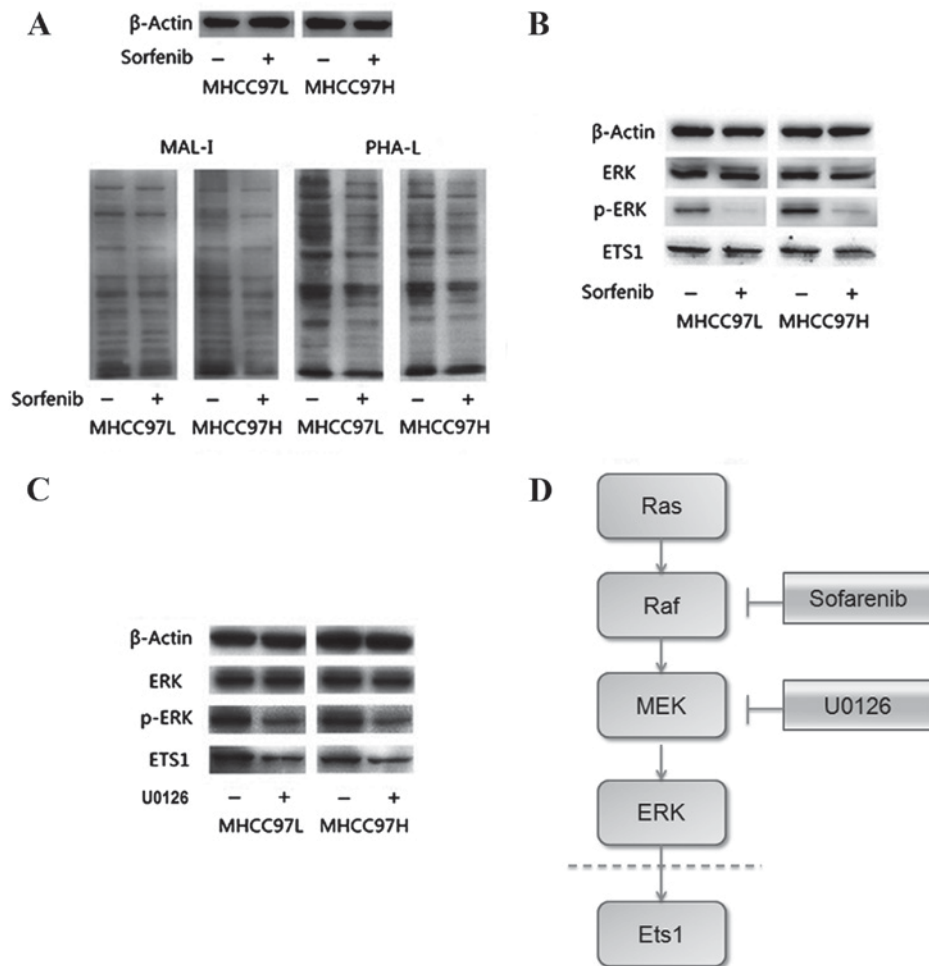 A
β-Actin
Sorfenib − + − +
MHCC97L MHCC97H
MAL-I PHA-L
Sorfenib − + − + − + − +
MHCC97L MHCC97H MHCC97L MHCC97H
B
β-Actin
ERK
p-ERK
ETS1
Sorfenib − + − +
MHCC97L MHCC97H
C
β-Actin
ERK
p-ERK
ETS1
U0126 − + − +
MHCC97L MHCC97H
D
Ras
Raf
Sofarenib
MEK
U0126
ERK
Ets1